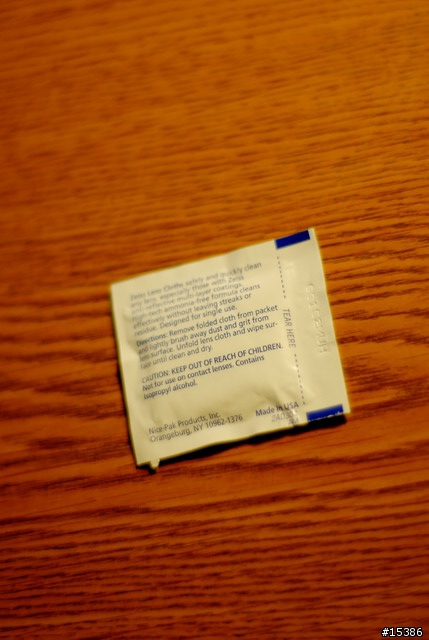 Zeiss Lens Cloths safely and quickly clean
any lens, especially those with Zeiss
anti-reflective multi-layer coatings.
High-tech ammonia-free formula cleans
effectively without leaving streaks or
residue. Designed for single use.
Directions: Remove folded cloth from packet
and lightly brush away dust and grit from
lens surface. Unfold lens cloth and wipe sur-
face until clean and dry.
CAUTION: KEEP OUT OF REACH OF CHILDREN.
Not for use on contact lenses. Contains
isopropyl alcohol.
Nice-Pak Products, Inc.
Orangeburg, NY 10962-1376
Made in USA
TEAR HERE
#15386